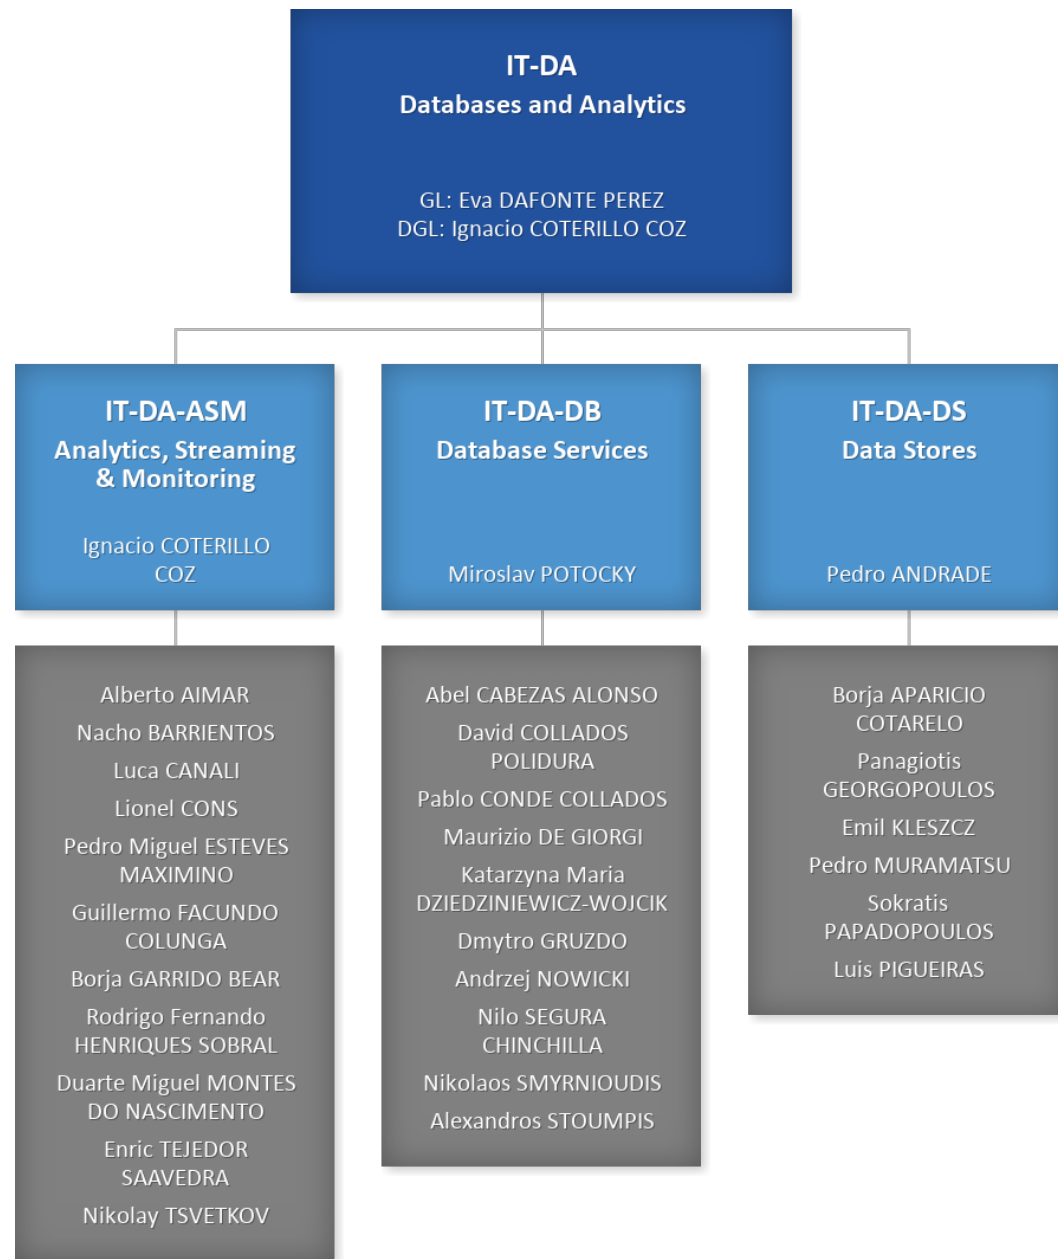 IT-DA
Databases and Analytics
GL: Eva DAFONTE PEREZ
DGL: Ignacio COTERILLO COZ
IT-DA-ASM
Analytics, Streaming
& Monitoring
Ignacio COTERILLO
COZ
IT-DA-DB
Database Services
Miroslav POTOCKY
IT-DA-DS
Data Stores
Pedro ANDRADE
Alberto AIMAR
Nacho BARRIENTOS
Luca CANALI
Lionel CONS
Pedro Miguel ESTEVES
MAXIMINO
Guillermo FACUNDO
COLUNGA
Borja GARRIDO BEAR
Rodrigo Fernando
HENRIQUES SOBRAL
Duarte Miguel MONTES
DO NASCIMENTO
Enric TEJEDOR
SAAVEDRA
Nikolay TSVETKOV
Abel CABEZAS ALONSO
David COLLADOS
POLIDURA
Pablo CONDE COLLADOS
Maurizio DE GIORGI
Katarzyna Maria
DZIEDZINIEWICZ-WOJCIK
Dmytro GRUZDO
Andrzej NOWICKI
Nilo SEGURA
CHINCHILLA
Nikolaos SMYRNIOUDIS
Alexandros STOUMPIS
Borja APARICIO
COTARELO
Panagiotis
GEORGOPOULOS
Emil KLESZCZ
Pedro MURAMATSU
Sokratis
PAPADOPOULOS
Luis PIGUEIRAS